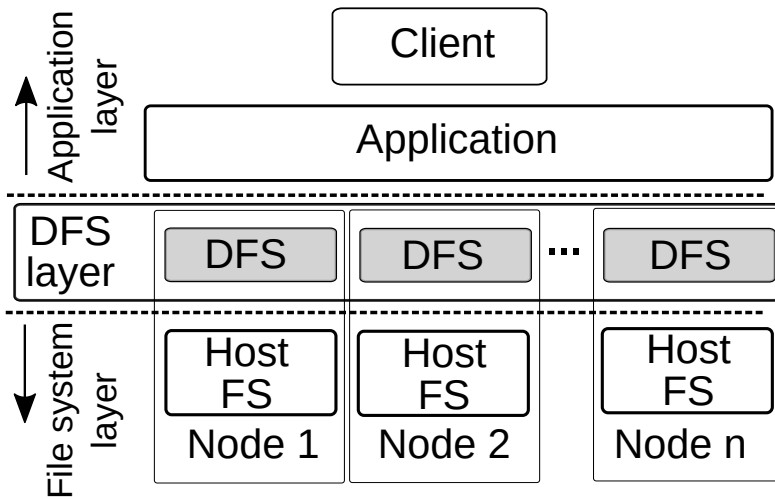 Client
Application
layer
Application
DFS
layer
DFS
DFS
...
DFS
File system
layer
Host
FS
Host
FS
Host
FS
Node 1
Node 2
Node n